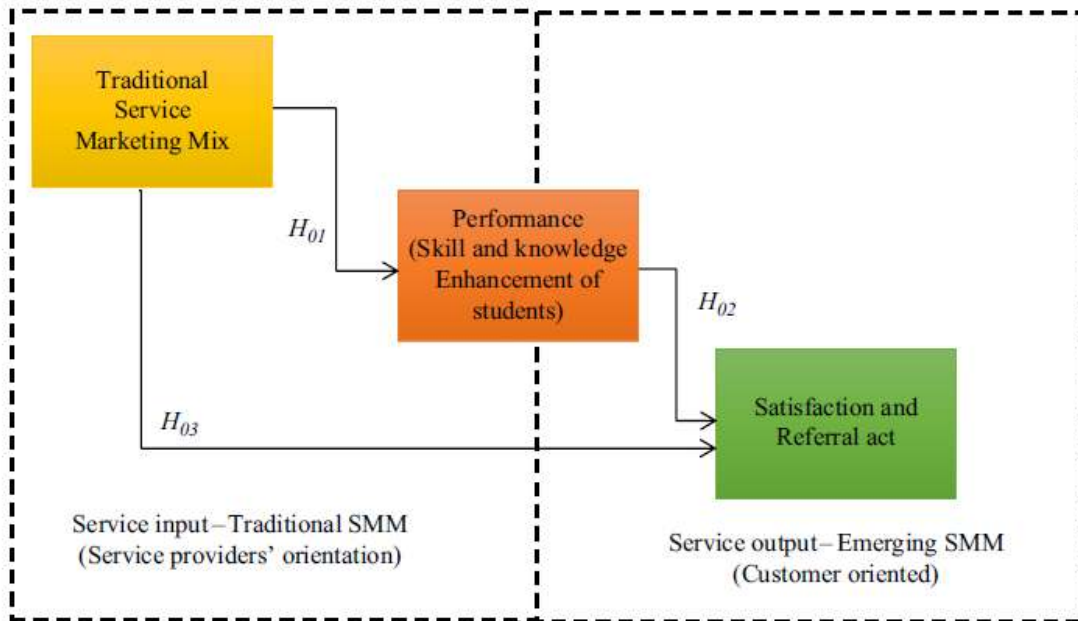 Traditional
Service
Marketing Mix
H01
Performance
(Skill and knowledge
Enhancement of
students)
H02
Satisfaction and
Referral act
H03
Service input–Traditional SMM
(Service providers’ orientation)
Service output–Emerging SMM
(Customer oriented)